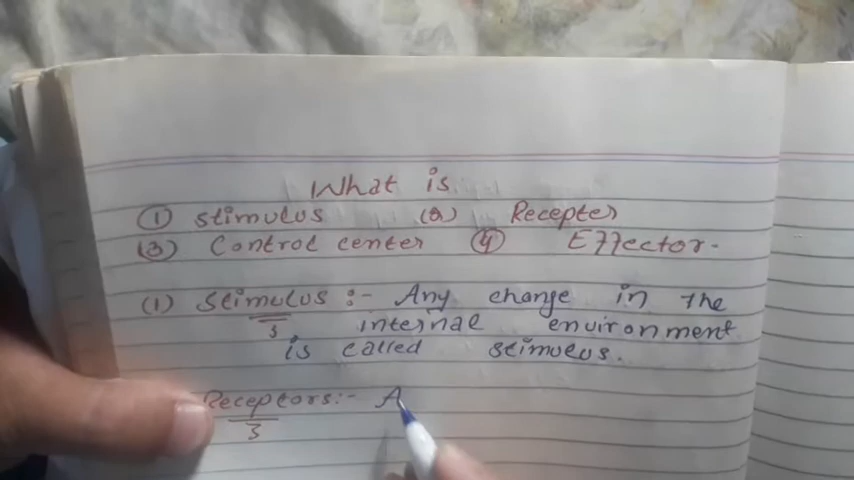 What is
① stimulus (2) Recepter
(3) Control center ④ Effector.
(1) Stimulus :- Any change in the
internal environment
is called stimulus.
Receptors:- A